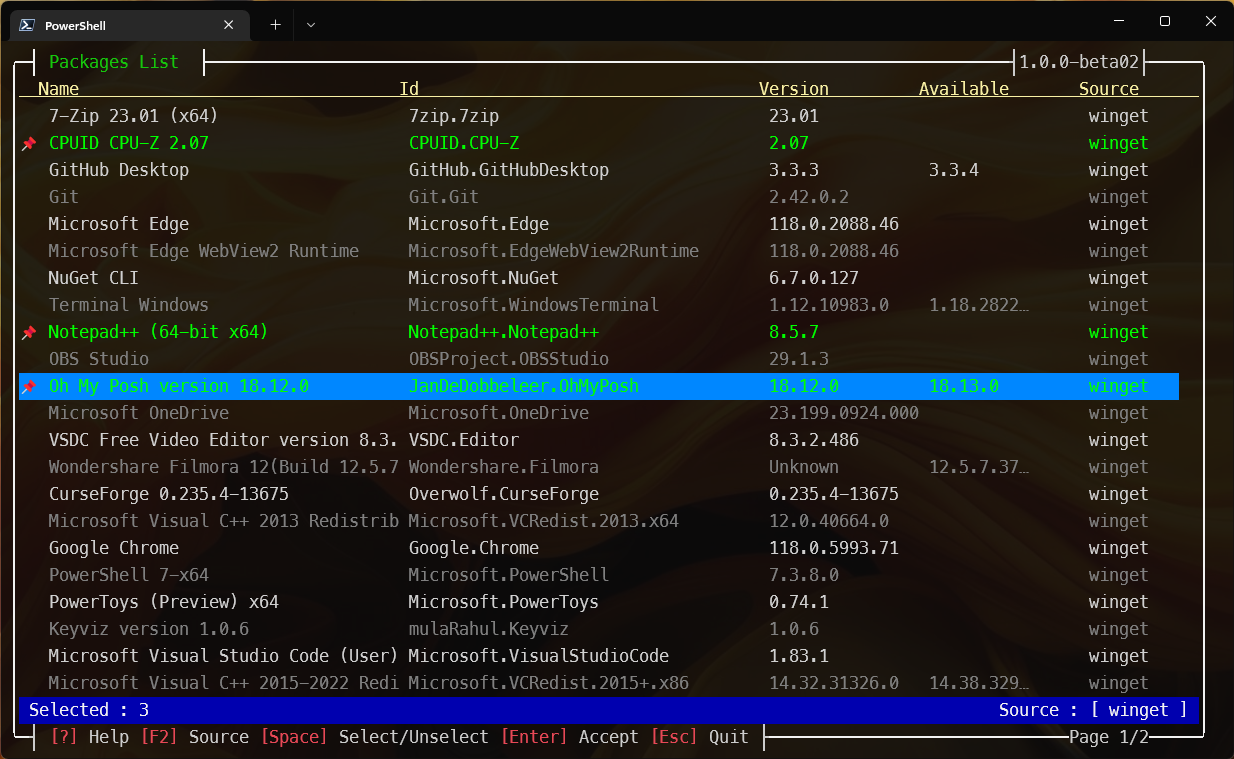 PowerShell
Packages List 1.0.0-beta02
Name Id Version Available Source
7-Zip 23.01 (x64) 7zip.7zip 23.01 winget
CPUID CPU-Z 2.07 CPUID.CPU-Z 2.07 winget
GitHub Desktop GitHub.GitHubDesktop 3.3.3 3.3.4 winget
Git Git.Git 2.42.0.2 winget
Microsoft Edge Microsoft.Edge 118.0.2088.46 winget
Microsoft Edge WebView2 Runtime Microsoft.EdgeWebView2Runtime 118.0.2088.46 winget
NuGet CLI Microsoft.NuGet 6.7.0.127 winget
Terminal Windows Microsoft.WindowsTerminal 1.12.10983.0 1.18.2822… winget
Notepad++ (64-bit x64) Notepad++.Notepad++ 8.5.7 winget
OBS Studio OBSProject.OBSStudio 29.1.3 winget
Oh My Posh version 18.12.0 JanDeDobbeleer.OhMyPosh 18.12.0 18.13.0 winget
Microsoft OneDrive Microsoft.OneDrive 23.199.0924.000 winget
VSDC Free Video Editor version 8.3. VSDC.Editor 8.3.2.486 winget
Wondershare Filmora 12(Build 12.5.7 Wondershare.Filmora Unknown 12.5.7.37… winget
CurseForge 0.235.4-13675 Overwolf.CurseForge 0.235.4-13675 winget
Microsoft Visual C++ 2013 Redistrib Microsoft.VCRedist.2013.x64 12.0.40664.0 winget
Google Chrome Google.Chrome 118.0.5993.71 winget
PowerShell 7-x64 Microsoft.PowerShell 7.3.8.0 winget
PowerToys (Preview) x64 Microsoft.PowerToys 0.74.1 winget
Keyviz version 1.0.6 mulaRahul.Keyviz 1.0.6 winget
Microsoft Visual Studio Code (User) Microsoft.VisualStudioCode 1.83.1 winget
Microsoft Visual C++ 2015-2022 Redi Microsoft.VCRedist.2015+.x86 14.32.31326.0 14.38.329… winget
Selected : 3 Source : [ winget ]
[?] Help [F2] Source [Space] Select/Unselect [Enter] Accept [Esc] Quit Page 1/2